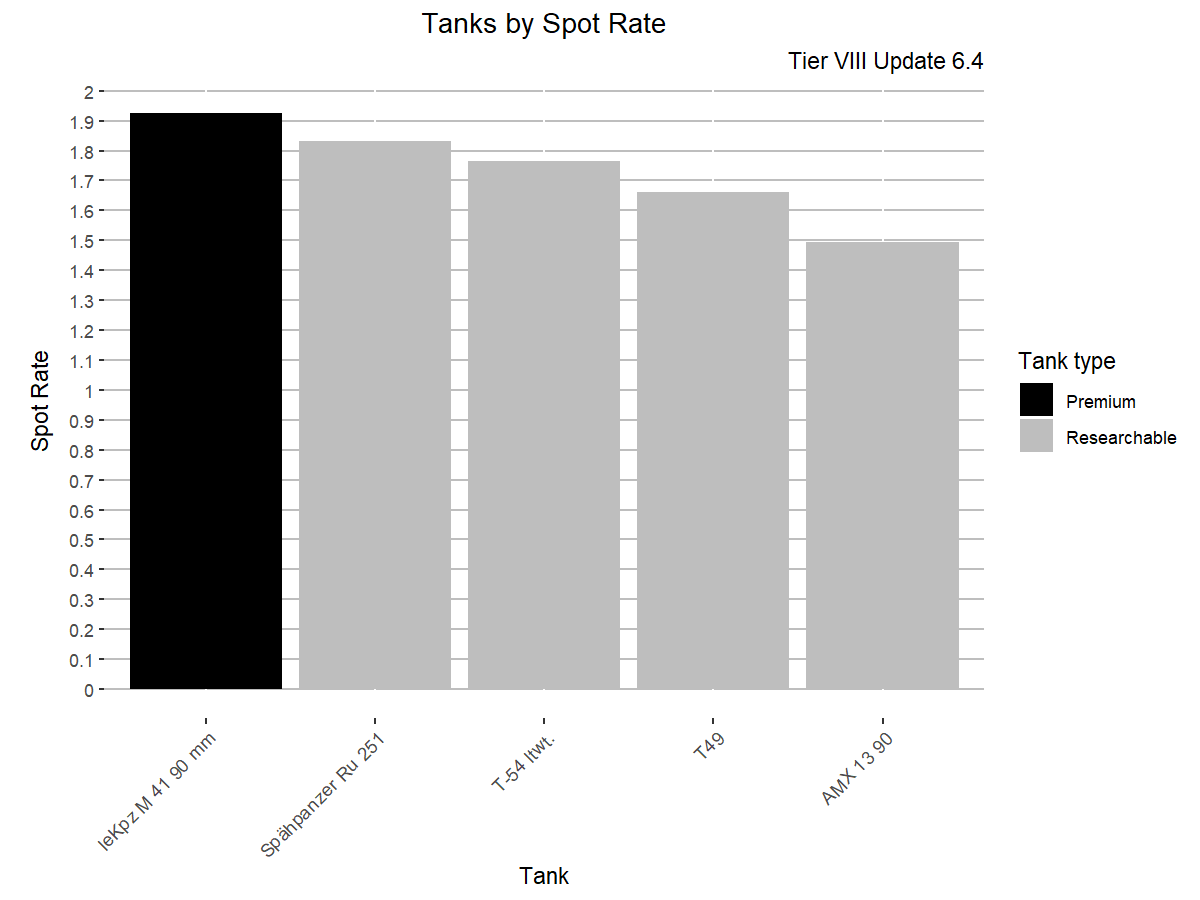 Tanks by Spot Rate
Tier VIII Update 6.4
Spot Rate
2
1.9
1.8
1.7
1.6
1.5
1.4
1.3
1.2
1.1
1
0.9
0.8
0.7
0.6
0.5
0.4
0.3
0.2
0.1
0
leKpz M 41 90 mm
Spähpanzer Ru 251
T-54 ltwt.
T49
AMX 13 90
Tank
Tank type
Premium
Researchable